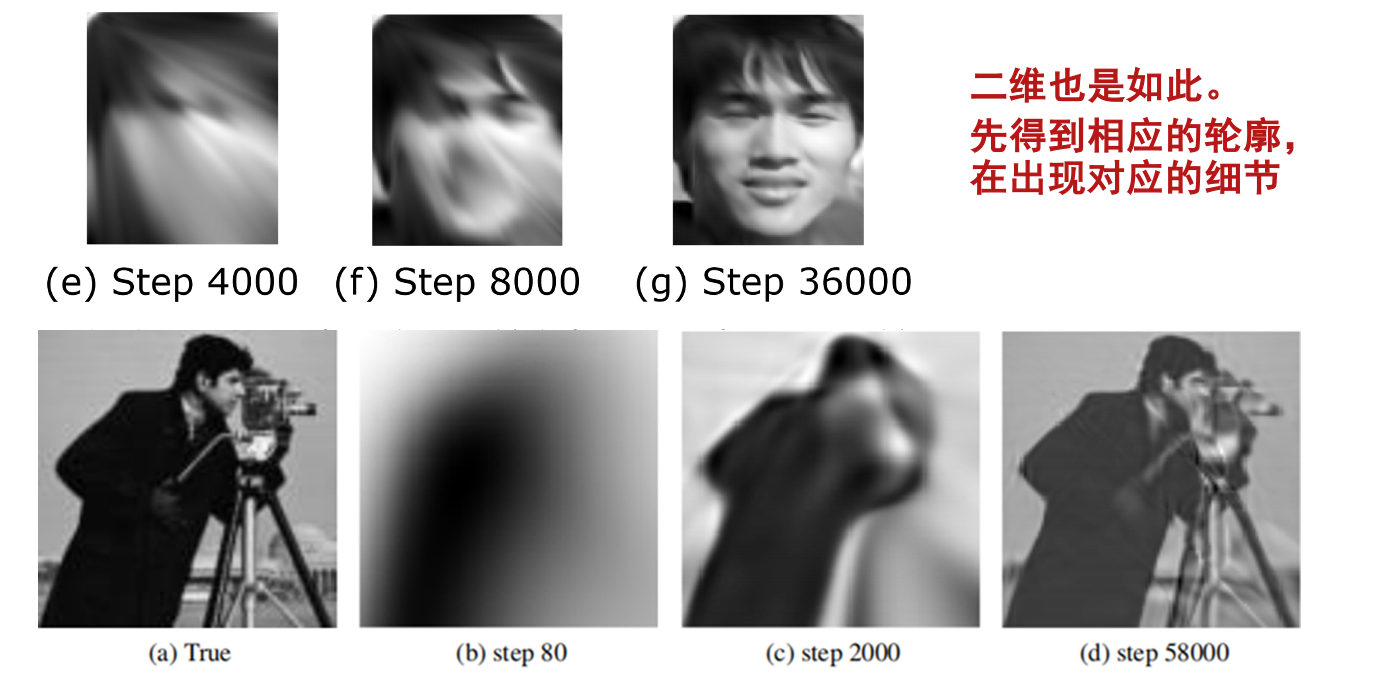 二维也是如此。
先得到相应的轮廓，
在出现对应的细节
(e) Step 4000
(f) Step 8000
(g) Step 36000
(a) True
(b) step 80
(c) step 2000
(d) step 58000